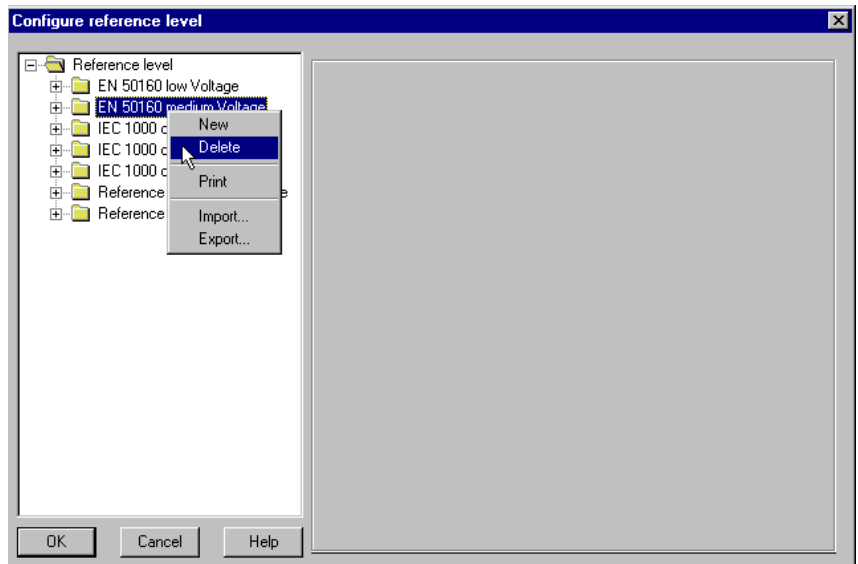 Configure reference level
Reference level
EN 50160 low Voltage
EN 50160 medium Voltage
IEC 1000
IEC 1000
IEC 1000
Reference
Reference
New
Delete
Print
Import...
Export...
OK
Cancel
Help